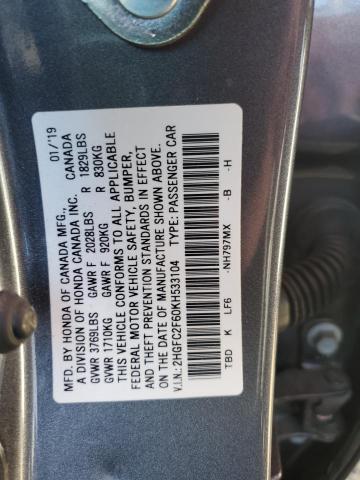 MFD. BY HONDA OF CANADA MFG., 01/'19
A DIVISION OF HONDA CANADA INC. CANADA
GVWR 3769LBS GAWR F 2028LBS R 1829LBS
GVWR 1710KG GAWR F 920KG R 830KG
THIS VEHICLE CONFORMS TO ALL APPLICABLE
FEDERAL MOTOR VEHICLE SAFETY, BUMPER,
AND THEFT PREVENTION STANDARDS IN EFFECT
ON THE DATE OF MANUFACTURE SHOWN ABOVE.
V.I.N.: 2HGFC2F60KH533104 TYPE: PASSENGER CAR
TBD K LF6 -NH797MX -B -H